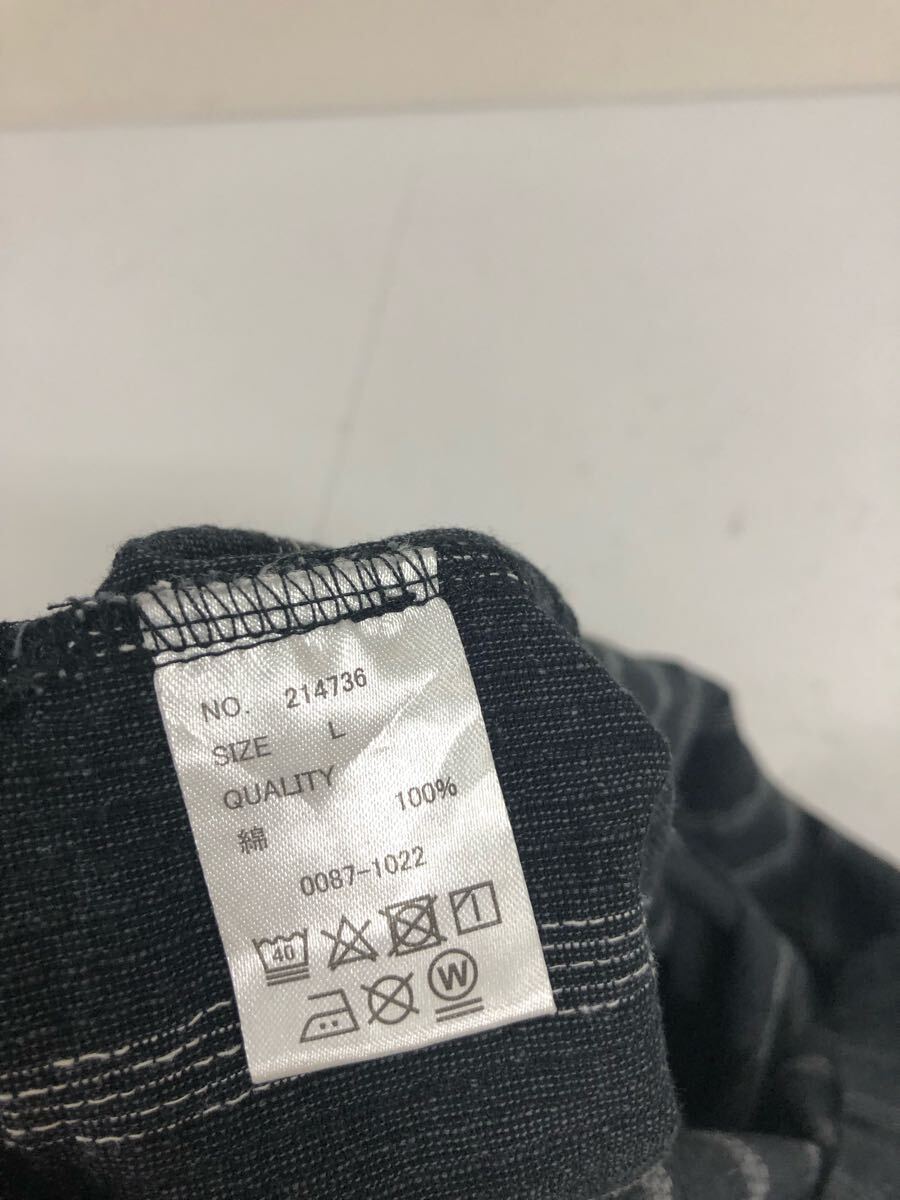 NO. 214736
SIZE L
QUALITY
綿 100%
0087-1022
40
W